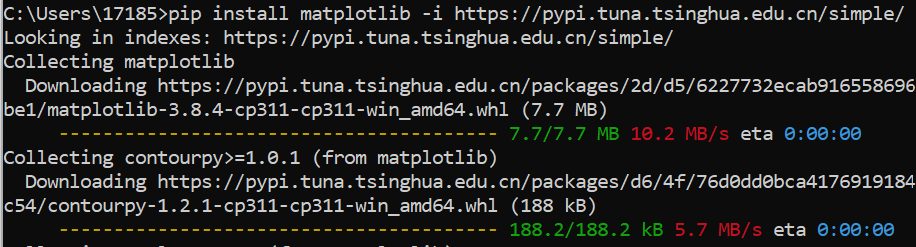 C:\Users\17185>pip install matplotlib -i https://pypi.tuna.tsinghua.edu.cn/simple/
Looking in indexes: https://pypi.tuna.tsinghua.edu.cn/simple/
Collecting matplotlib
  Downloading https://pypi.tuna.tsinghua.edu.cn/packages/2d/d5/6227732ecab916558696
be1/matplotlib-3.8.4-cp311-cp311-win_amd64.whl (7.7 MB)
     ---------------------------------------- 7.7/7.7 MB 10.2 MB/s eta 0:00:00
Collecting contourpy>=1.0.1 (from matplotlib)
  Downloading https://pypi.tuna.tsinghua.edu.cn/packages/d6/4f/76d0dd0bca4176919184
c54/contourpy-1.2.1-cp311-cp311-win_amd64.whl (188 kB)
     ---------------------------------------- 188.2/188.2 kB 5.7 MB/s eta 0:00:00